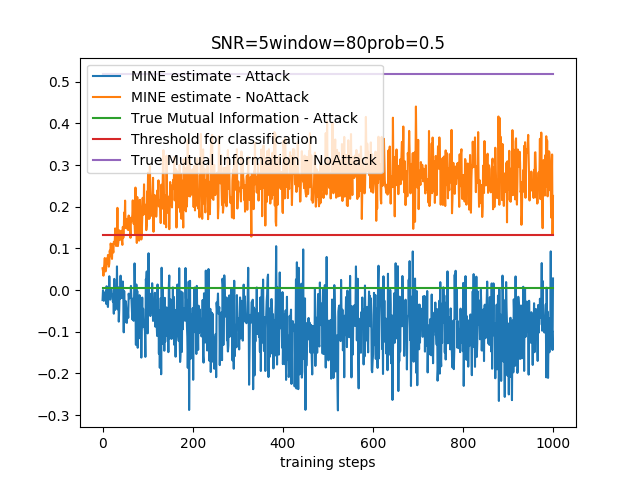 SNR=5window=80prob=0.5
MINE estimate - Attack
MINE estimate - NoAttack
True Mutual Information - Attack
Threshold for classification
True Mutual Information - NoAttack
0.5
0.4
0.3
0.2
0.1
0.0
−0.1
−0.2
−0.3
0 200 400 600 800 1000
training steps